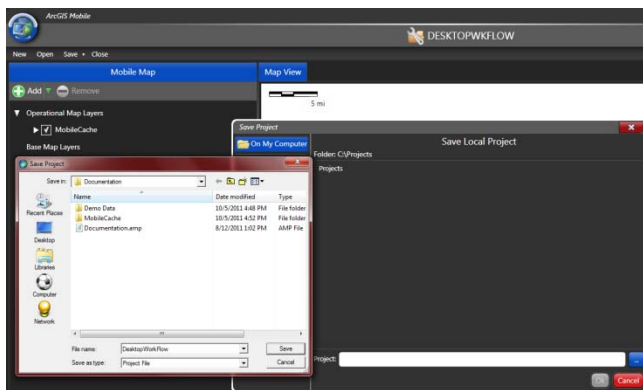 ArcGIS Mobile
DESKTOPWKFLOW
New Open Save Close
Mobile Map
Map View
Add Remove
5 mi
Operational Map Layers
MobileCache
Base Map Layers
Save Project
On My Computer
Save Local Project
Folder: C:\Projects
Projects
Save Project
Save in: Documentation
Name Date modified Type
Demo Data 10/5/2011 4:48 PM File folder
MobileCache 10/5/2011 4:52 PM File folder
Documentation.amp 8/12/2011 1:02 PM AMP File
Recent Places
Desktop
Libraries
Computer
Network
File name: DesktopWorkFlow Save
Save as type: Project File Cancel
Project: ...
Ok Cancel